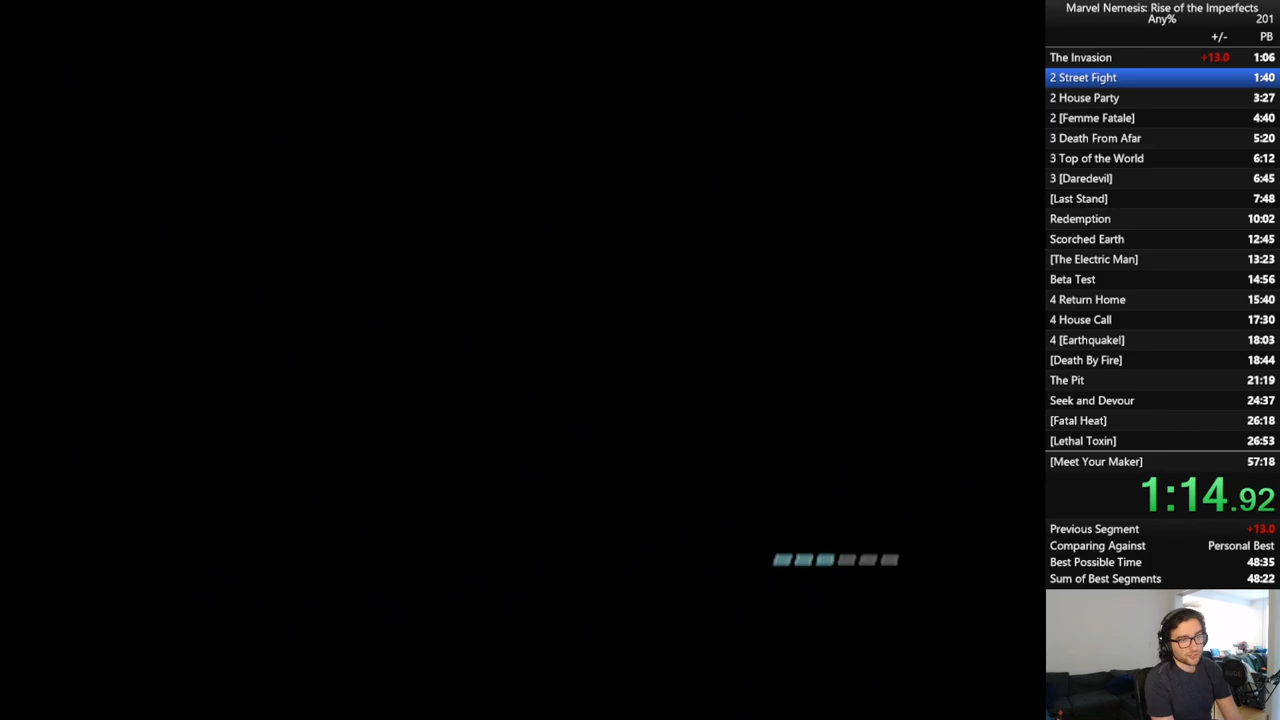 Marvel Nemesis: Rise of the Imperfects
Any% 201
+/- PB
The Invasion +13.0 1:06
2 Street Fight 1:40
2 House Party 3:27
2 [Femme Fatale] 4:40
3 Death From Afar 5:20
3 Top of the World 6:12
3 [Daredevil] 6:45
[Last Stand] 7:48
Redemption 10:02
Scorched Earth 12:45
[The Electric Man] 13:23
Beta Test 14:56
4 Return Home 15:40
4 House Call 17:30
4 [Earthquake!] 18:03
[Death By Fire] 18:44
The Pit 21:19
Seek and Devour 24:37
[Fatal Heat] 26:18
[Lethal Toxin] 26:53
[Meet Your Maker] 57:18
1:14.92
Previous Segment +13.0
Comparing Against Personal Best
Best Possible Time 48:35
Sum of Best Segments 48:22